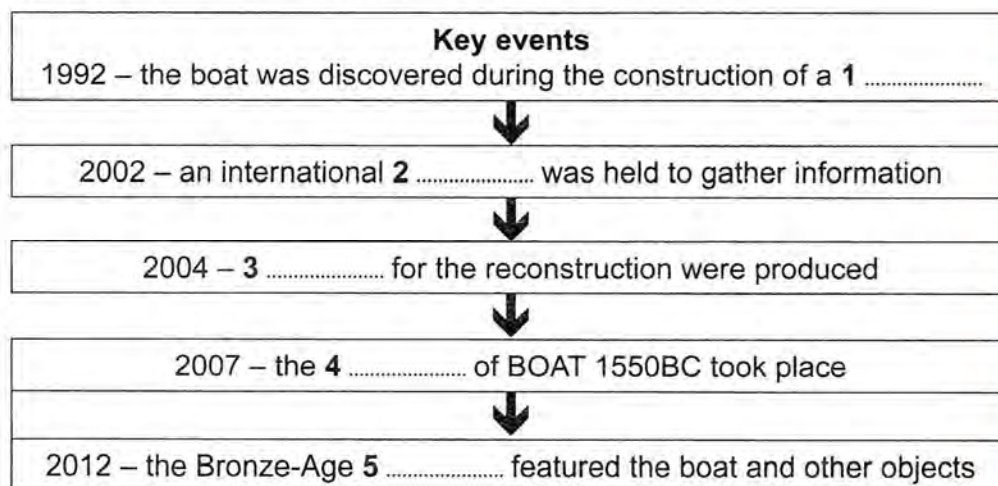 Key events
1992 – the boat was discovered during the construction of a 1 ......................
2002 – an international 2 ...................... was held to gather information
2004 – 3 ...................... for the reconstruction were produced
2007 – the 4 ...................... of BOAT 1550BC took place
2012 – the Bronze-Age 5 ...................... featured the boat and other objects